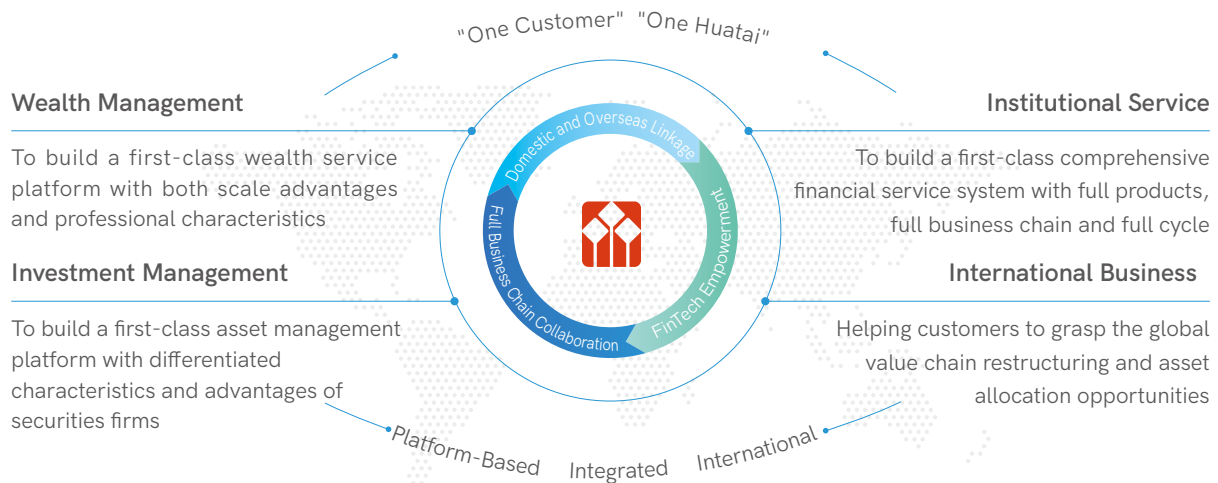 "One Customer" "One Huatai"
Wealth Management
To build a first-class wealth service
platform with both scale advantages
and professional characteristics
Institutional Service
To build a first-class comprehensive
financial service system with full products,
full business chain and full cycle
Domestic and Overseas Linkage
FinTech Empowerment
Full Business Chain Collaboration
Investment Management
To build a first-class asset management
platform with differentiated
characteristics and advantages of
securities firms
International Business
Helping customers to grasp the global
value chain restructuring and asset
allocation opportunities
Platform-Based Integrated International